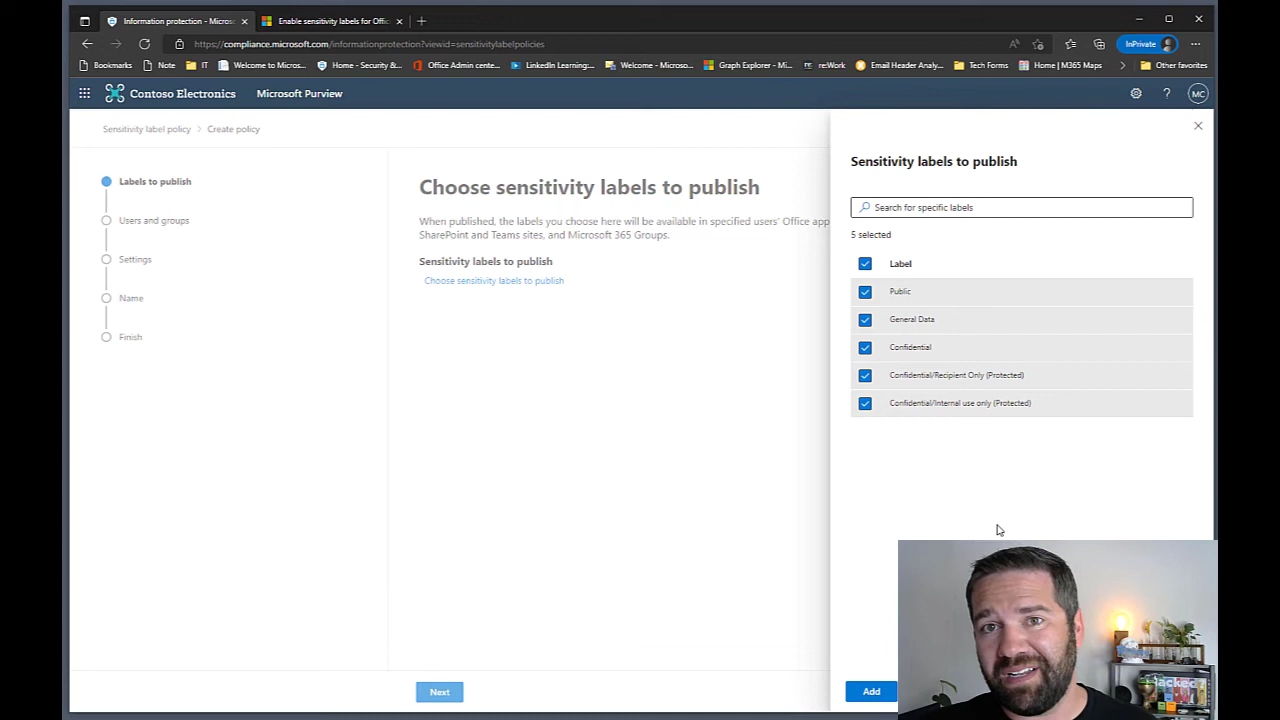 Information protection - Micros
Enable sensitivity labels for Offic
https://compliance.microsoft.com/informationprotection?viewid=sensitivitylabelpolicies
InPrivate
Bookmarks
Note
IT
Welcome to Micros...
Home - Security &...
Office Admin cente...
LinkedIn Learning:...
Welcome - Microso...
Graph Explorer - Mi...
re:Work
Email Header Analy...
Tech Forms
Home | M365 Maps
Other favorites
Contoso Electronics
Microsoft Purview
?
MC
Sensitivity label policy > Create policy
Labels to publish
Users and groups
Settings
Name
Finish
Choose sensitivity labels to publish
When published, the labels you choose here will be available in specified users' Office app
SharePoint and Teams sites, and Microsoft 365 Groups.
Sensitivity labels to publish
Choose sensitivity labels to publish
Next
Sensitivity labels to publish
Search for specific labels
5 selected
Label
Public
General Data
Confidential
Confidential/Recipient Only (Protected)
Confidential/Internal use only (Protected)
Add